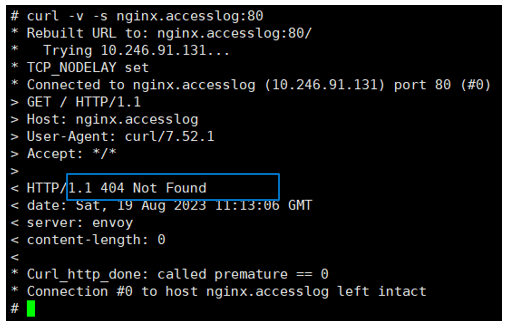 # curl -v -s nginx.accesslog:80
* Rebuilt URL to: nginx.accesslog:80/
*   Trying 10.246.91.131...
* TCP_NODELAY set
* Connected to nginx.accesslog (10.246.91.131) port 80 (#0)
> GET / HTTP/1.1
> Host: nginx.accesslog
> User-Agent: curl/7.52.1
> Accept: */*
>
< HTTP/1.1 404 Not Found
< date: Sat, 19 Aug 2023 11:13:06 GMT
< server: envoy
< content-length: 0
<
* Curl_http_done: called premature == 0
* Connection #0 to host nginx.accesslog left intact
#